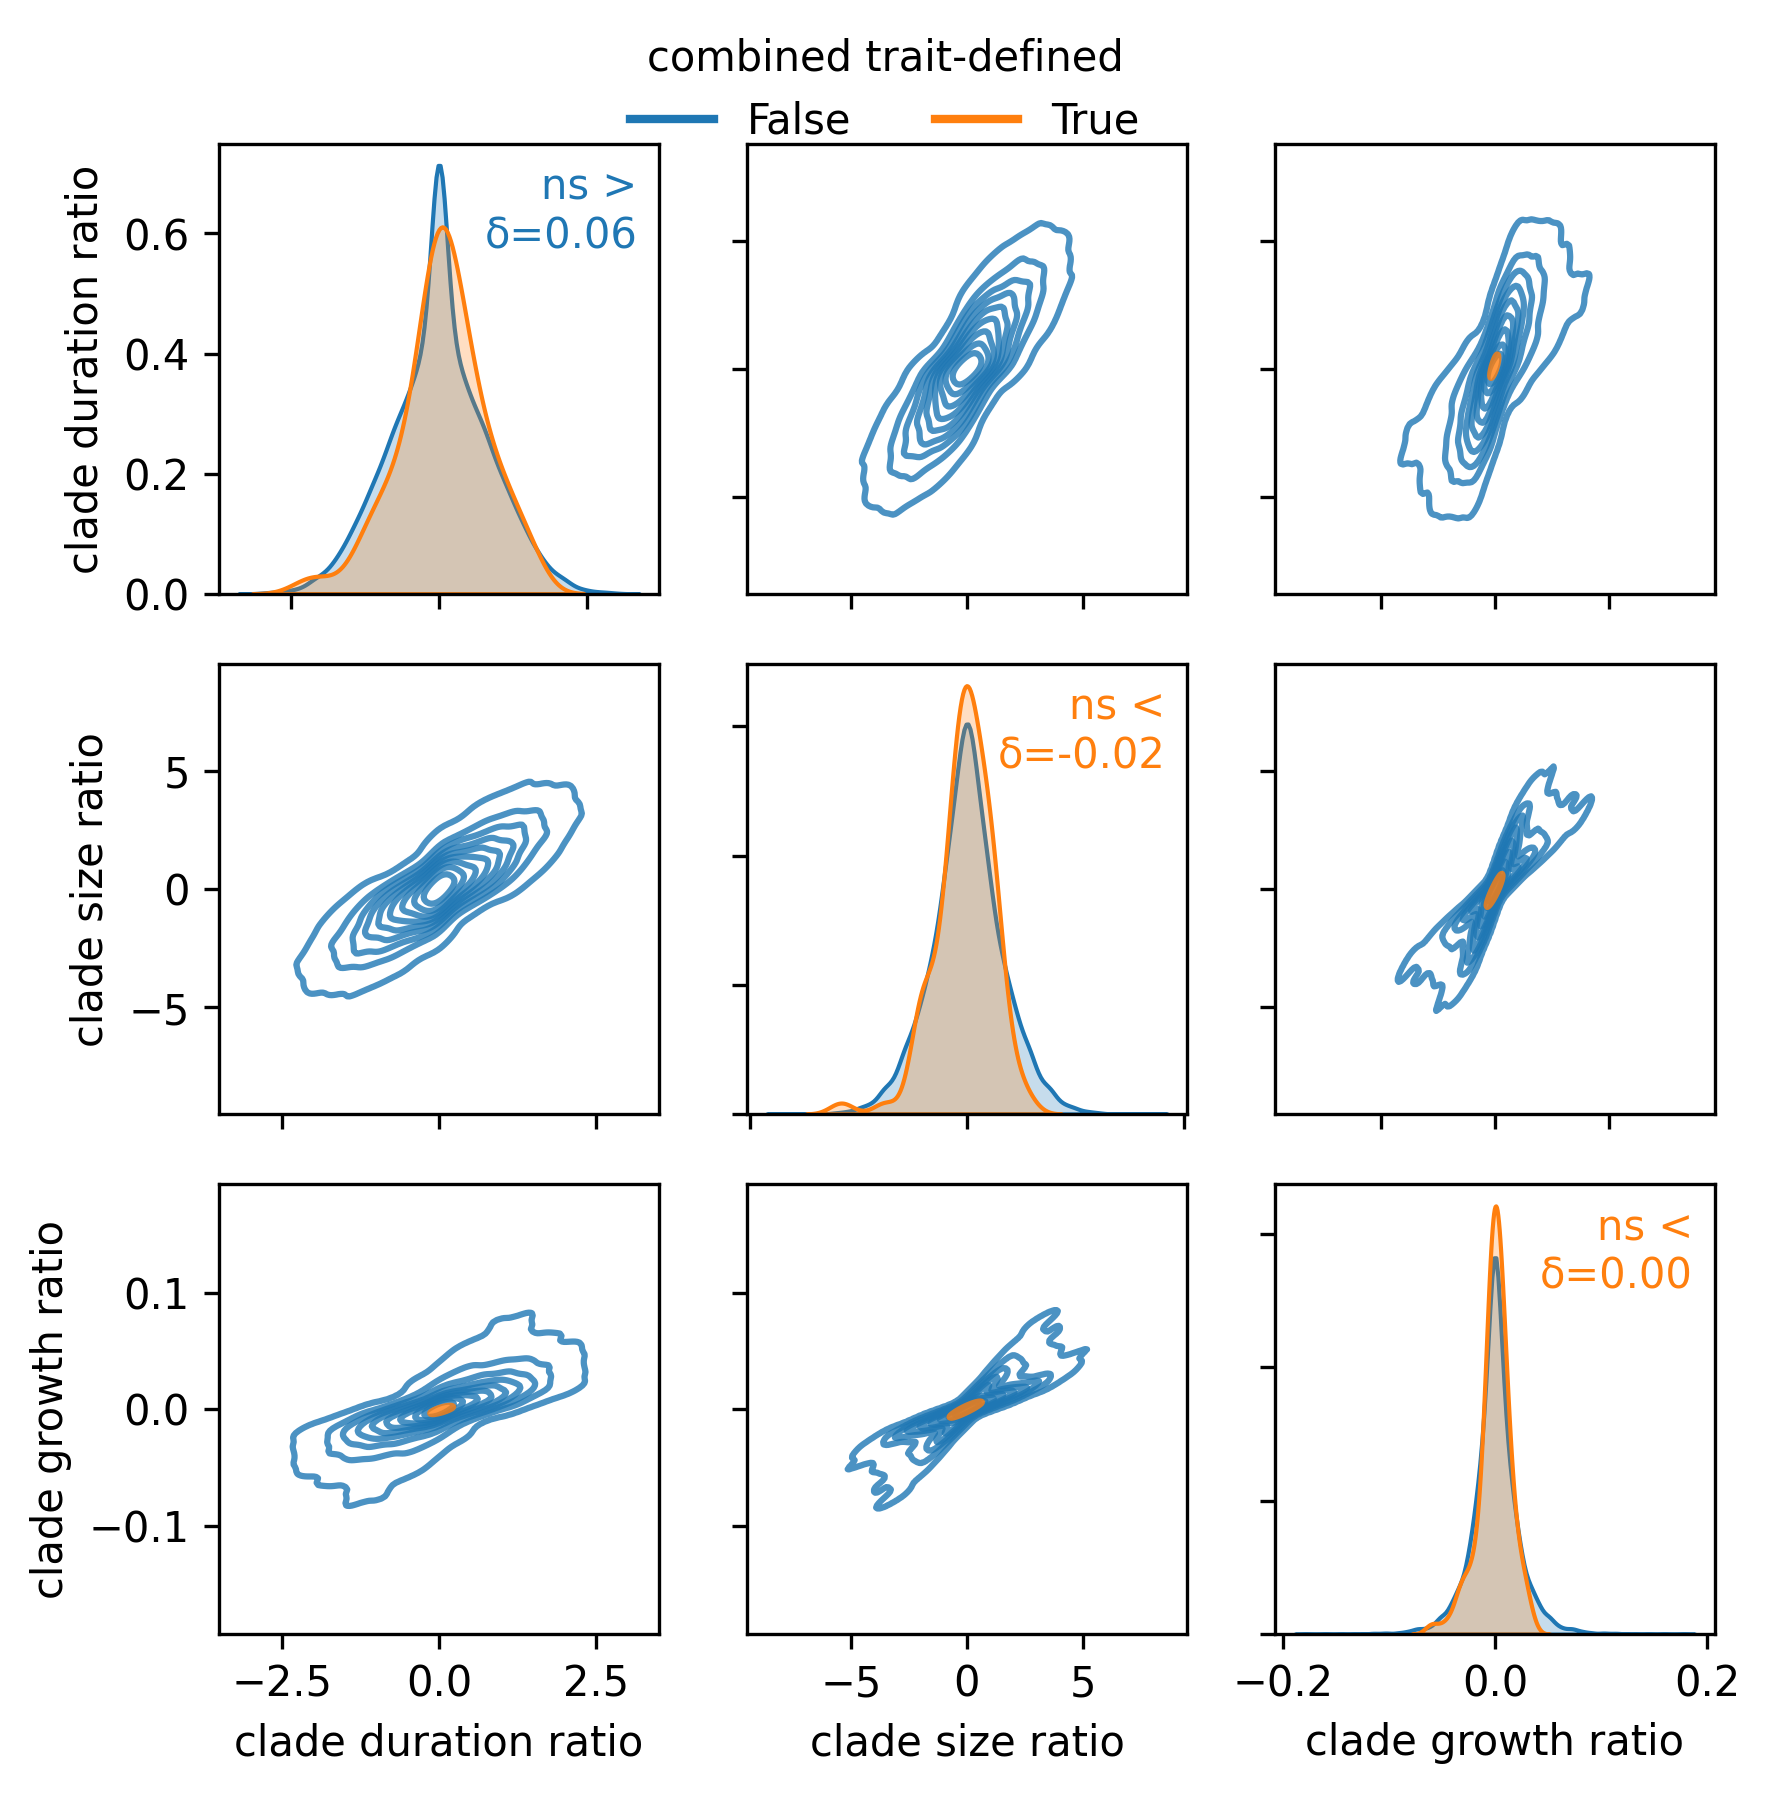 combined trait-defined
False True
clade duration ratio
0.6
0.4
0.2
0.0
ns >
δ=0.06
clade size ratio
5
0
−5
ns <
δ=-0.02
clade growth ratio
0.1
0.0
−0.1
ns <
δ=0.00
−2.5 0.0 2.5
−5 0 5
−0.2 0.0 0.2
clade duration ratio
clade size ratio
clade growth ratio